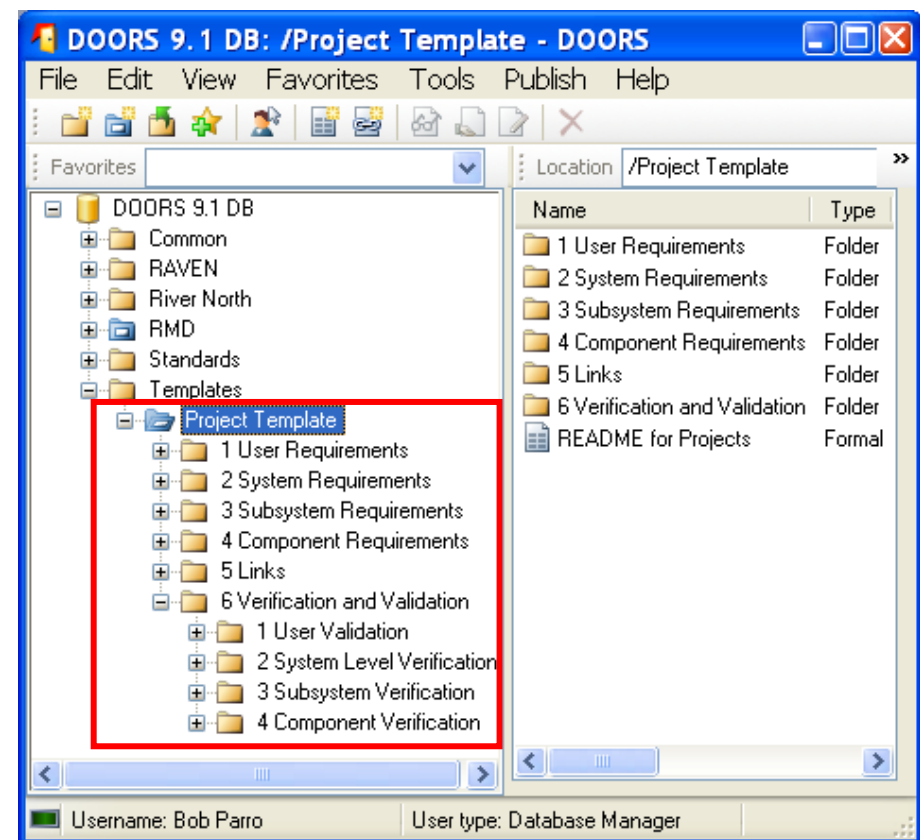 DOORS 9.1 DB: /Project Template - DOORS
File Edit View Favorites Tools Publish Help
Favorites
Location /Project Template
»
DOORS 9.1 DB
Common
RAVEN
River North
RMD
Standards
Templates
Project Template
1 User Requirements
2 System Requirements
3 Subsystem Requirements
4 Component Requirements
5 Links
6 Verification and Validation
1 User Validation
2 System Level Verification
3 Subsystem Verification
4 Component Verification
Name Type
1 User Requirements Folder
2 System Requirements Folder
3 Subsystem Requirements Folder
4 Component Requirements Folder
5 Links Folder
6 Verification and Validation Folder
README for Projects Formal
Username: Bob Parro User type: Database Manager